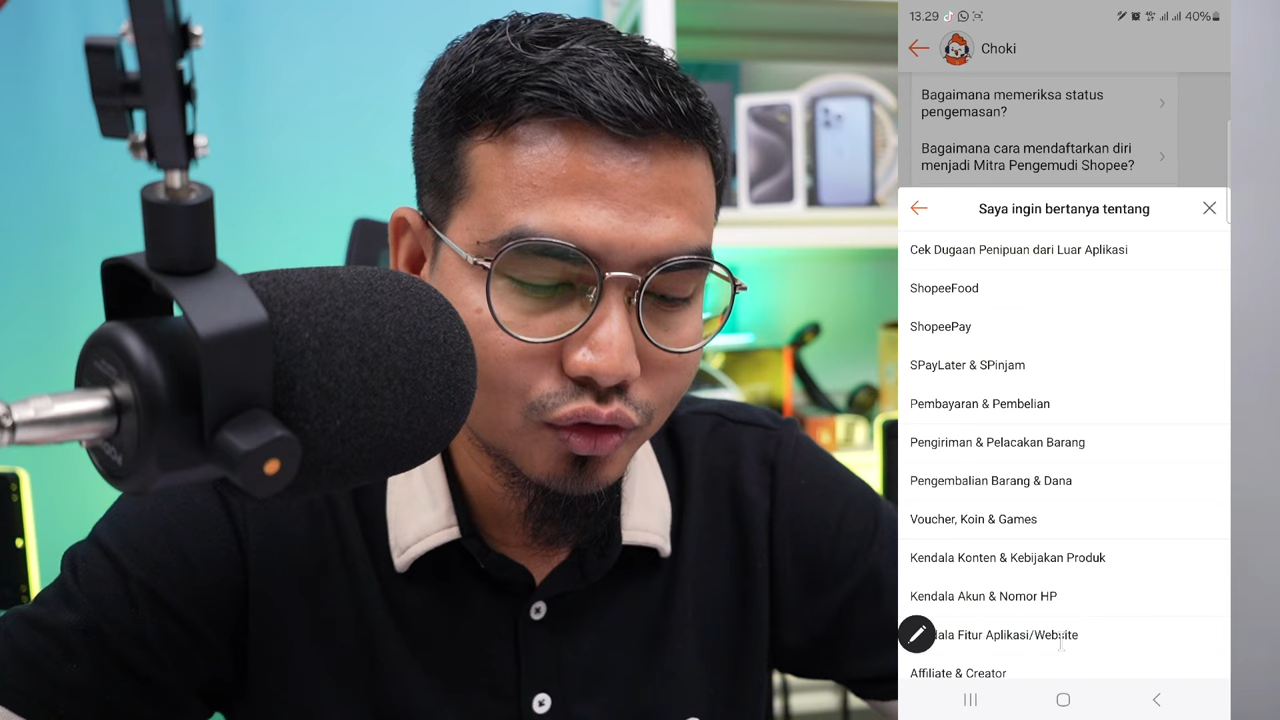 13.29
40%
Choki
Bagaimana memeriksa status
pengemasan?
Bagaimana cara mendaftarkan diri
menjadi Mitra Pengemudi Shopee?
Saya ingin bertanya tentang
Cek Dugaan Penipuan dari Luar Aplikasi
ShopeeFood
ShopeePay
SPayLater & SPinjam
Pembayaran & Pembelian
Pengiriman & Pelacakan Barang
Pengembalian Barang & Dana
Voucher, Koin & Games
Kendala Konten & Kebijakan Produk
Kendala Akun & Nomor HP
dala Fitur Aplikasi/Website
Affiliate & Creator